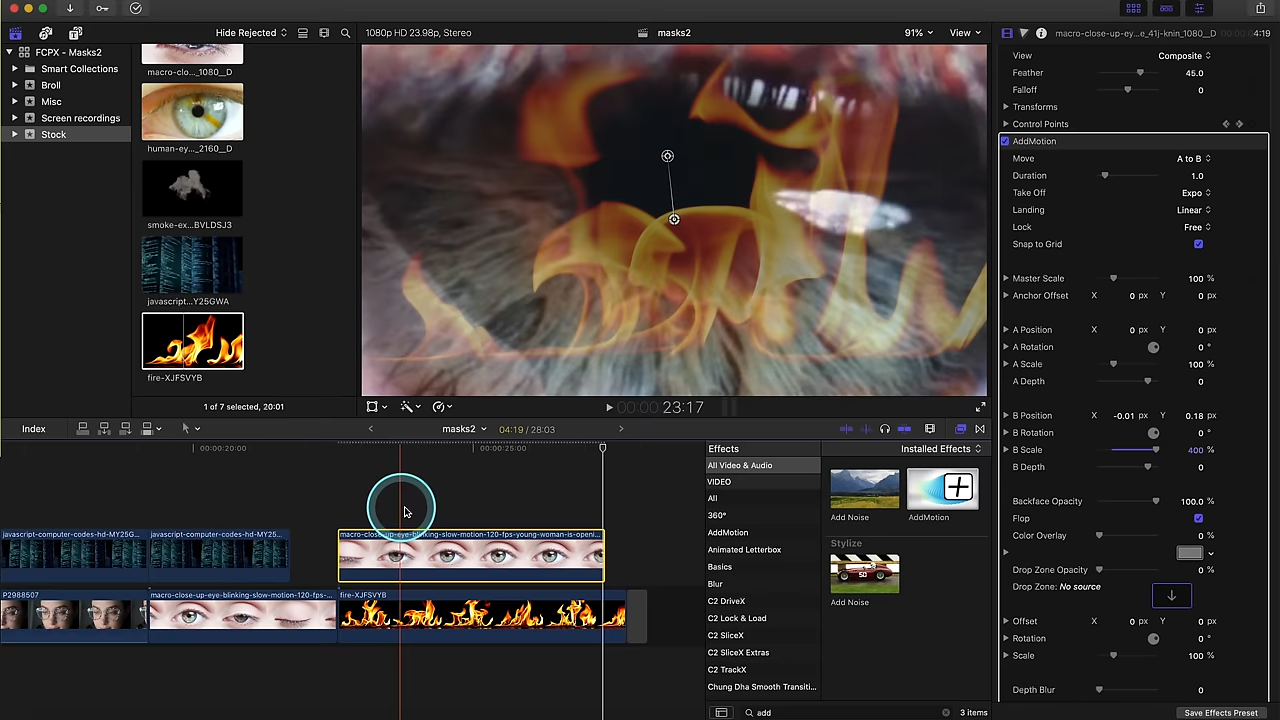 Hide Rejected
1080p HD 23.98p, Stereo
masks2
91%
View
macro-close-up-ey...e_41j-knin_1080__D
4:19
FCPX - Masks2
Smart Collections
Broll
Misc
Screen recordings
Stock
macro-clo..._1080__D
human-ey..._2160__D
smoke-ex...BVLDSJ3
javascript...Y25GWA
fire-XJFSVYB
1 of 7 selected, 20:01
00:00 23:17
View Composite
Feather 45.0
Falloff 0
Transforms
Control Points
AddMotion
Move A to B
Duration 1.0
Take Off Expo
Landing Linear
Lock Free
Snap to Grid
Master Scale 100 %
Anchor Offset X 0 px Y 0 px
A Position X 0 px Y 0 px
A Rotation 0 °
A Scale 100 %
A Depth 0
B Position X -0.01 px Y 0.18 px
B Rotation 0 °
B Scale 400 %
B Depth 0
Backface Opacity 100.0 %
Flop
Color Overlay 0 %
Drop Zone Opacity 0 %
Drop Zone: No source
Offset X 0 px Y 0 px
Rotation 0 °
Scale 100 %
Depth Blur 0
Save Effects Preset
Index
masks2
04:19 / 28:03
00:00:20:00
00:00:25:00
javascript-computer-codes-hd-MY25G...
javascript-computer-codes-hd-MY25...
macro-close-up-eye-blinking-slow-motion-120-fps-young-woman-is-openi...
P2988507
macro-close-up-eye-blinking-slow-motion-120-fps-...
fire-XJFSVYB
Effects
Installed Effects
All Video & Audio
VIDEO
All
360°
AddMotion
Animated Letterbox
Basics
Blur
C2 DriveX
C2 Lock & Load
C2 SliceX
C2 SliceX Extras
C2 TrackX
Chung Dha Smooth Transiti...
Add Noise
AddMotion
Stylize
Add Noise
add
3 items